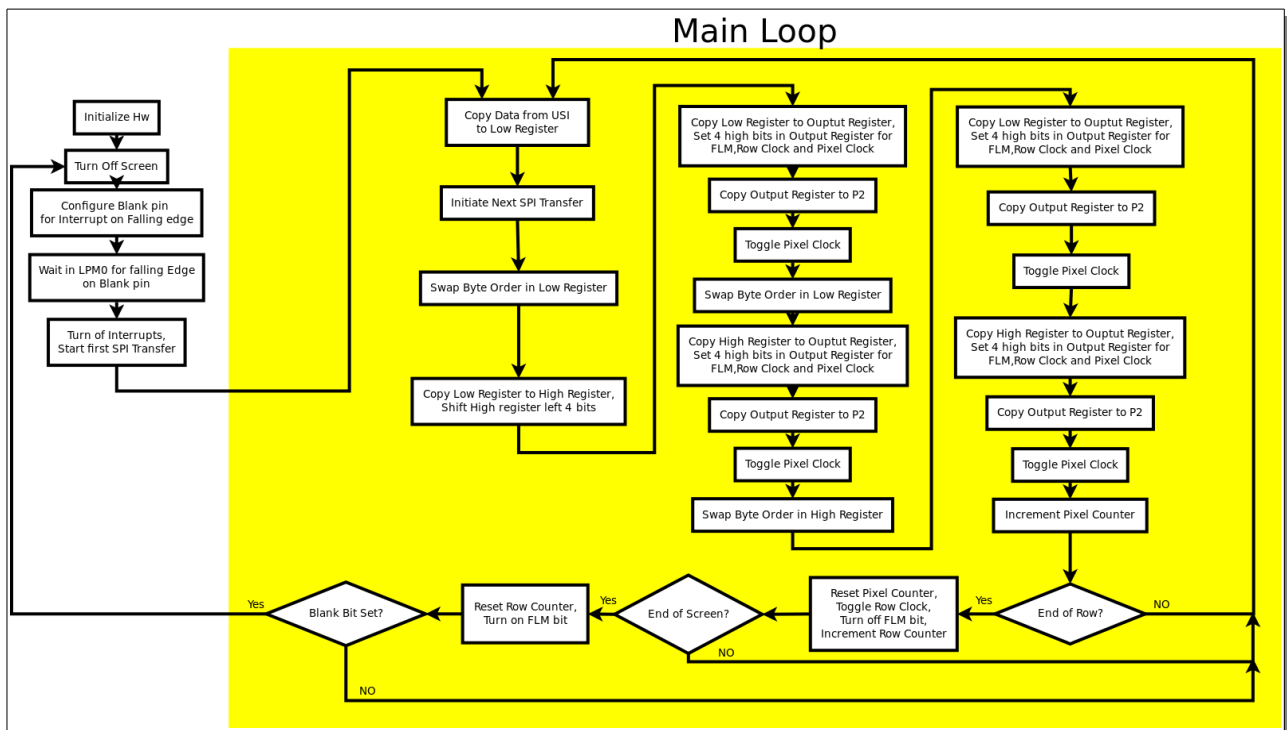 Main Loop
Initialize Hw
Turn Off Screen
Configure Blank pin
for Interrupt on Falling edge
Wait in LPM0 for falling Edge
on Blank pin
Turn of Interrupts,
Start first SPI Transfer
Copy Data from USI
to Low Register
Initiate Next SPI Transfer
Swap Byte Order in Low Register
Copy Low Register to High Register,
Shift High register left 4 bits
Copy Low Register to Ouptut Register,
Set 4 high bits in Output Register for
FLM,Row Clock and Pixel Clock
Copy Output Register to P2
Toggle Pixel Clock
Swap Byte Order in Low Register
Copy High Register to Ouptut Register,
Set 4 high bits in Output Register for
FLM,Row Clock and Pixel Clock
Copy Output Register to P2
Toggle Pixel Clock
Swap Byte Order in High Register
Copy Low Register to Ouptut Register,
Set 4 high bits in Output Register for
FLM,Row Clock and Pixel Clock
Copy Output Register to P2
Toggle Pixel Clock
Copy High Register to Ouptut Register,
Set 4 high bits in Output Register for
FLM,Row Clock and Pixel Clock
Copy Output Register to P2
Toggle Pixel Clock
Increment Pixel Counter
End of Row?
NO
Yes
Reset Pixel Counter,
Toggle Row Clock,
Turn off FLM bit,
Increment Row Counter
End of Screen?
NO
Yes
Reset Row Counter,
Turn on FLM bit
Blank Bit Set?
NO
Yes